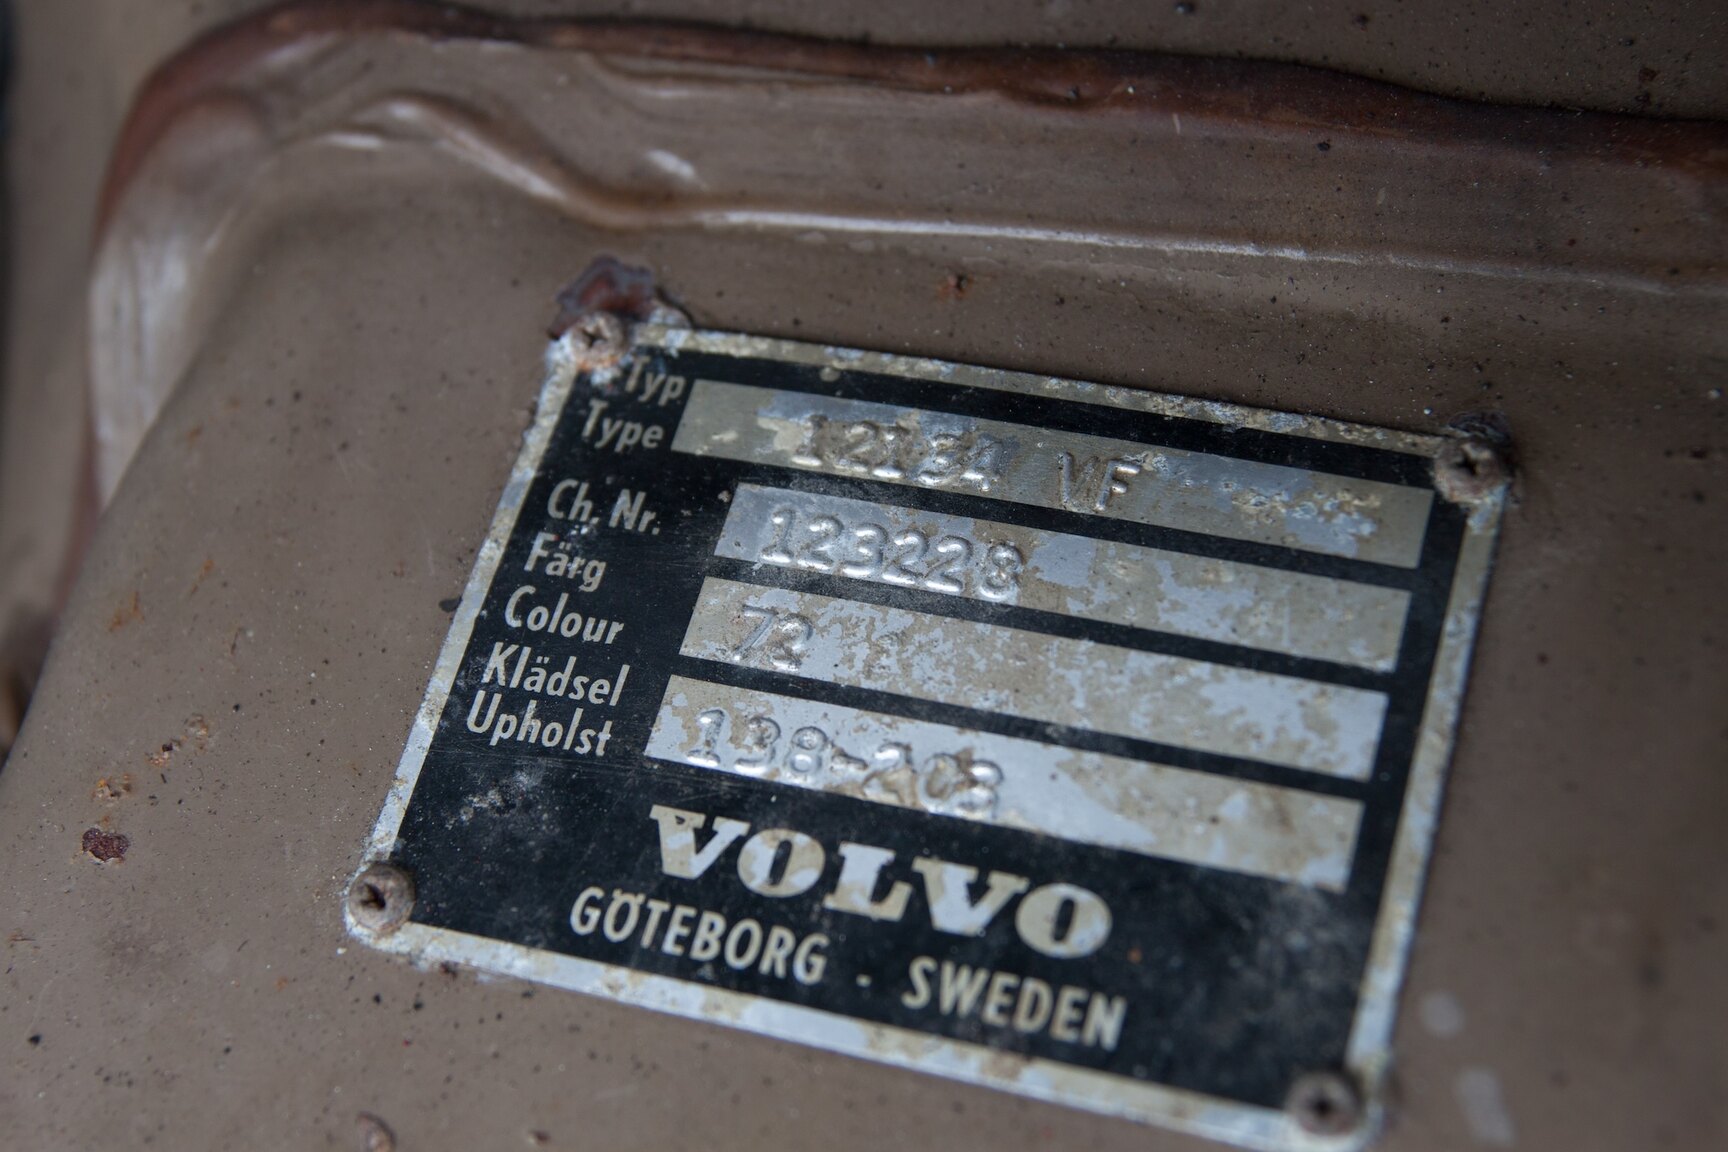 Typ
Type 12134 VF
Ch. Nr. 123228
Färg
Colour 72
Klädsel
Upholst 138-203
VOLVO
GÖTEBORG . SWEDEN